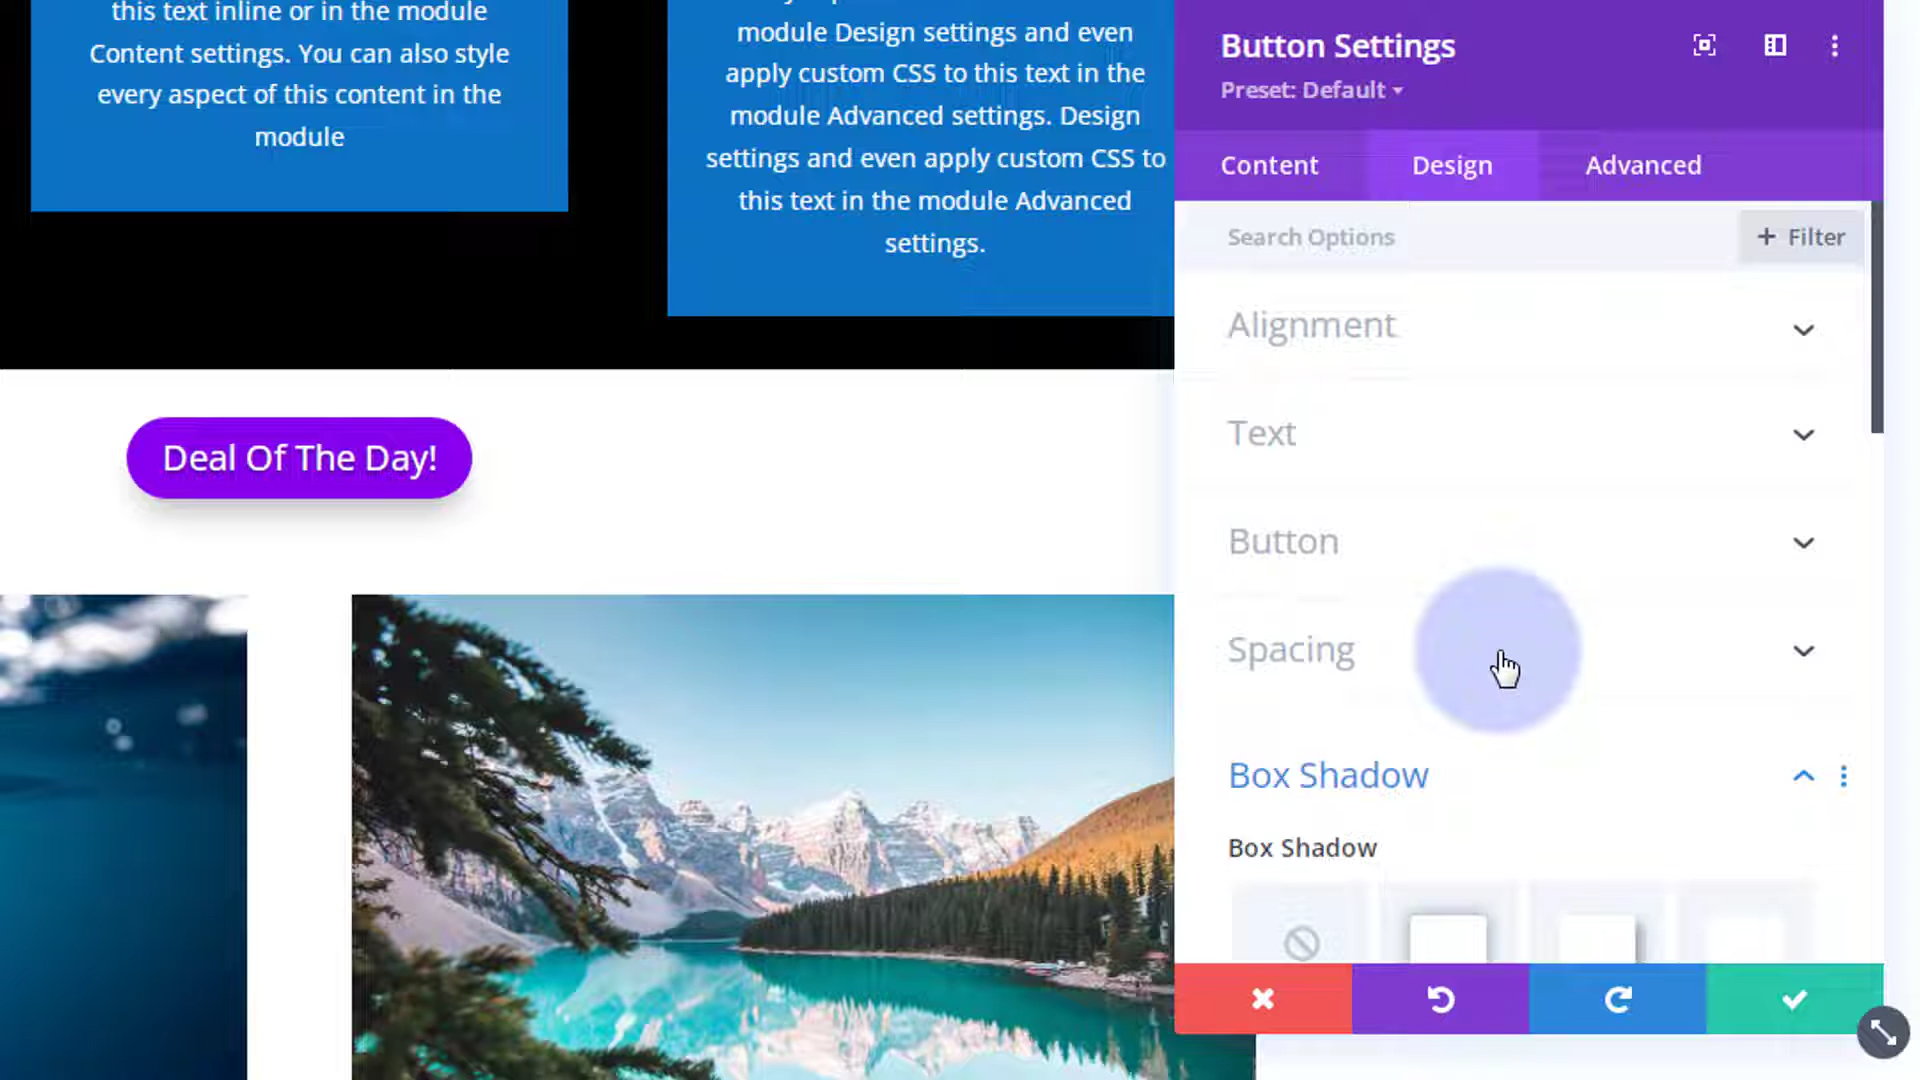 this text inline or in the module
Content settings. You can also style
every aspect of this content in the
module
module Design settings and even
apply custom CSS to this text in the
module Advanced settings. Design
settings and even apply custom CSS to
this text in the module Advanced
settings.
Deal Of The Day!
Button Settings
Preset: Default
Content
Design
Advanced
Search Options
+ Filter
Alignment
Text
Button
Spacing
Box Shadow
Box Shadow